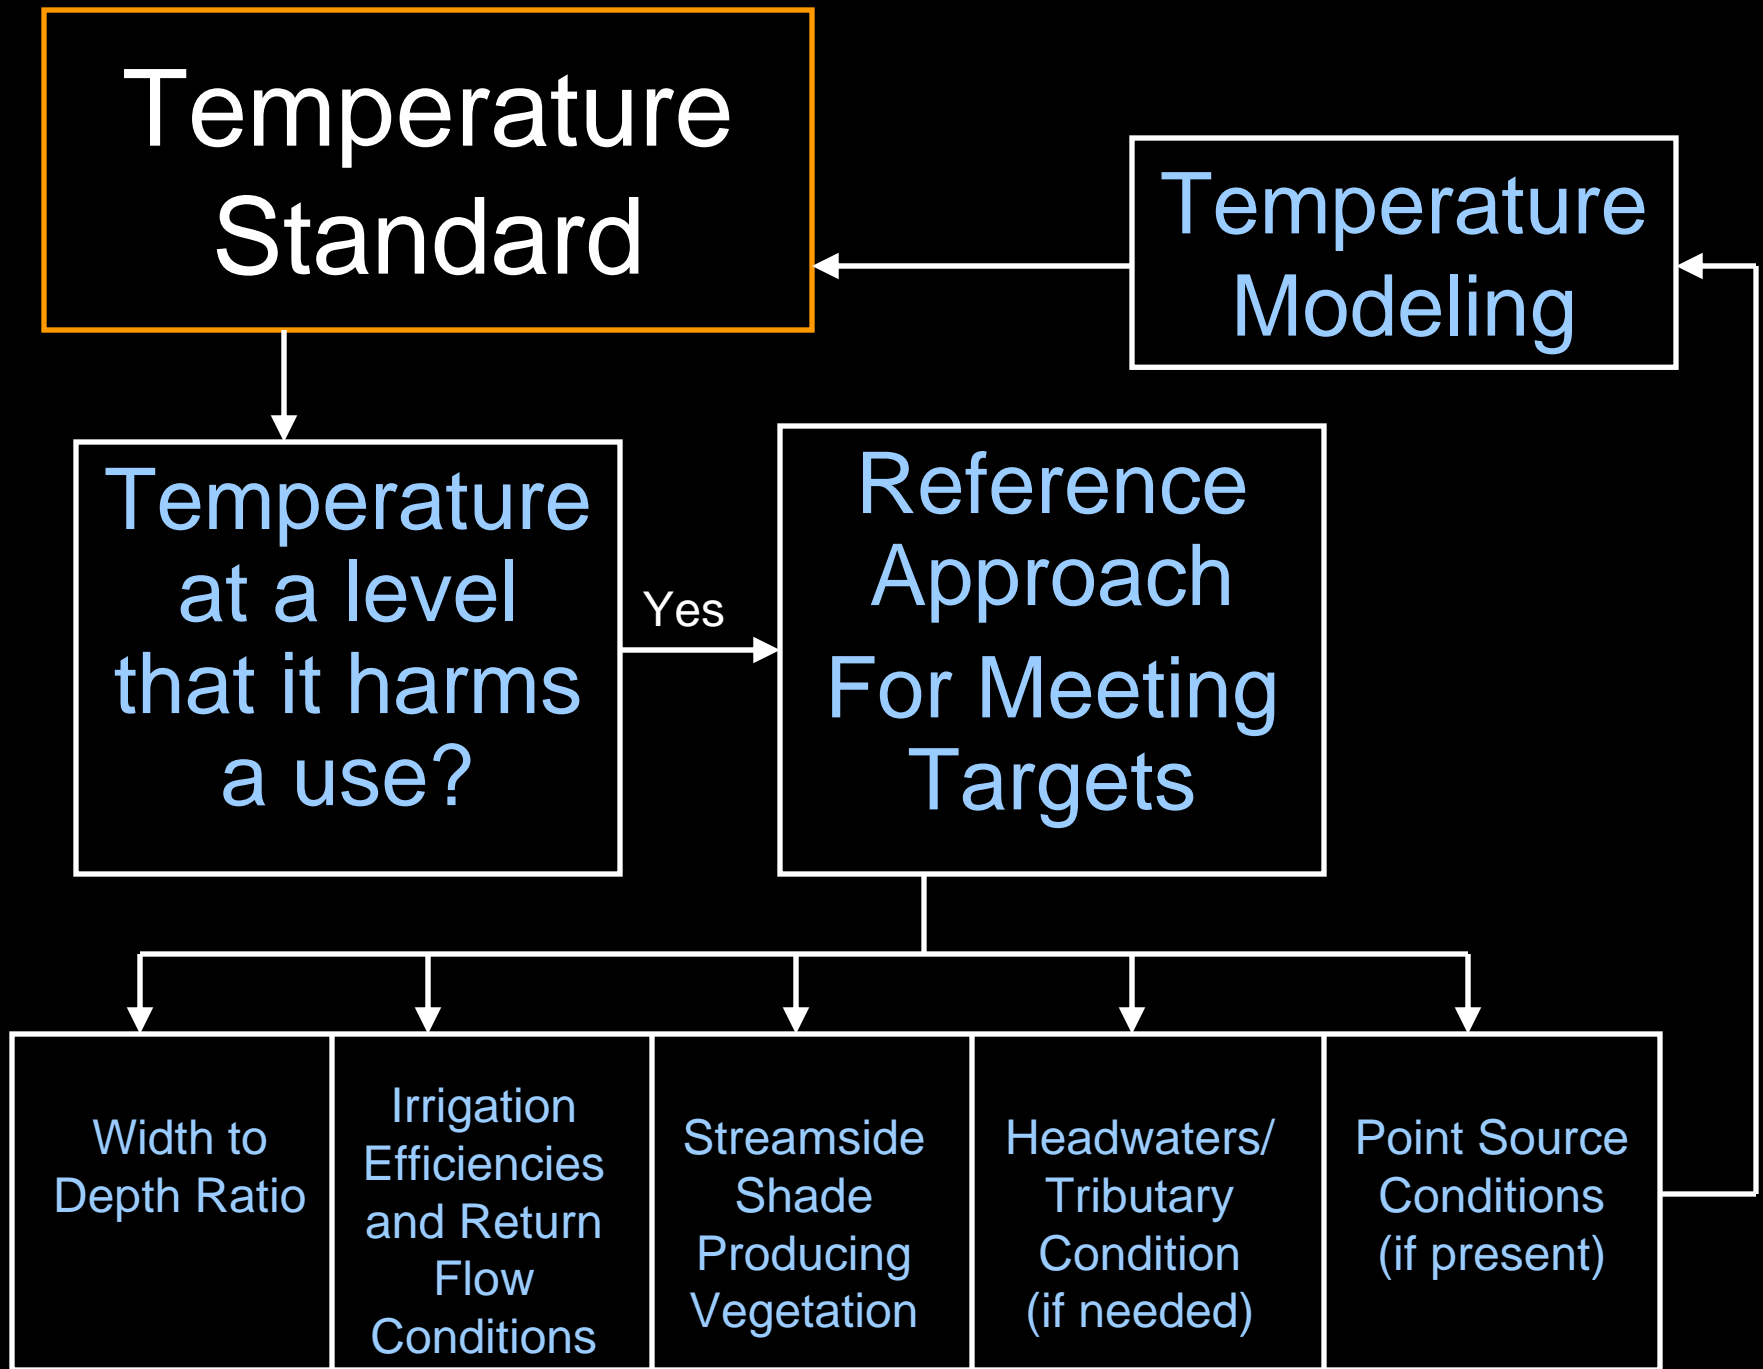 Temperature
Standard
Temperature
Modeling
Temperature
at a level
that it harms
a use?
Yes
Reference
Approach
For Meeting
Targets
Width to
Depth Ratio
Irrigation
Efficiencies
and Return
Flow
Conditions
Streamside
Shade
Producing
Vegetation
Headwaters/
Tributary
Condition
(if needed)
Point Source
Conditions
(if present)